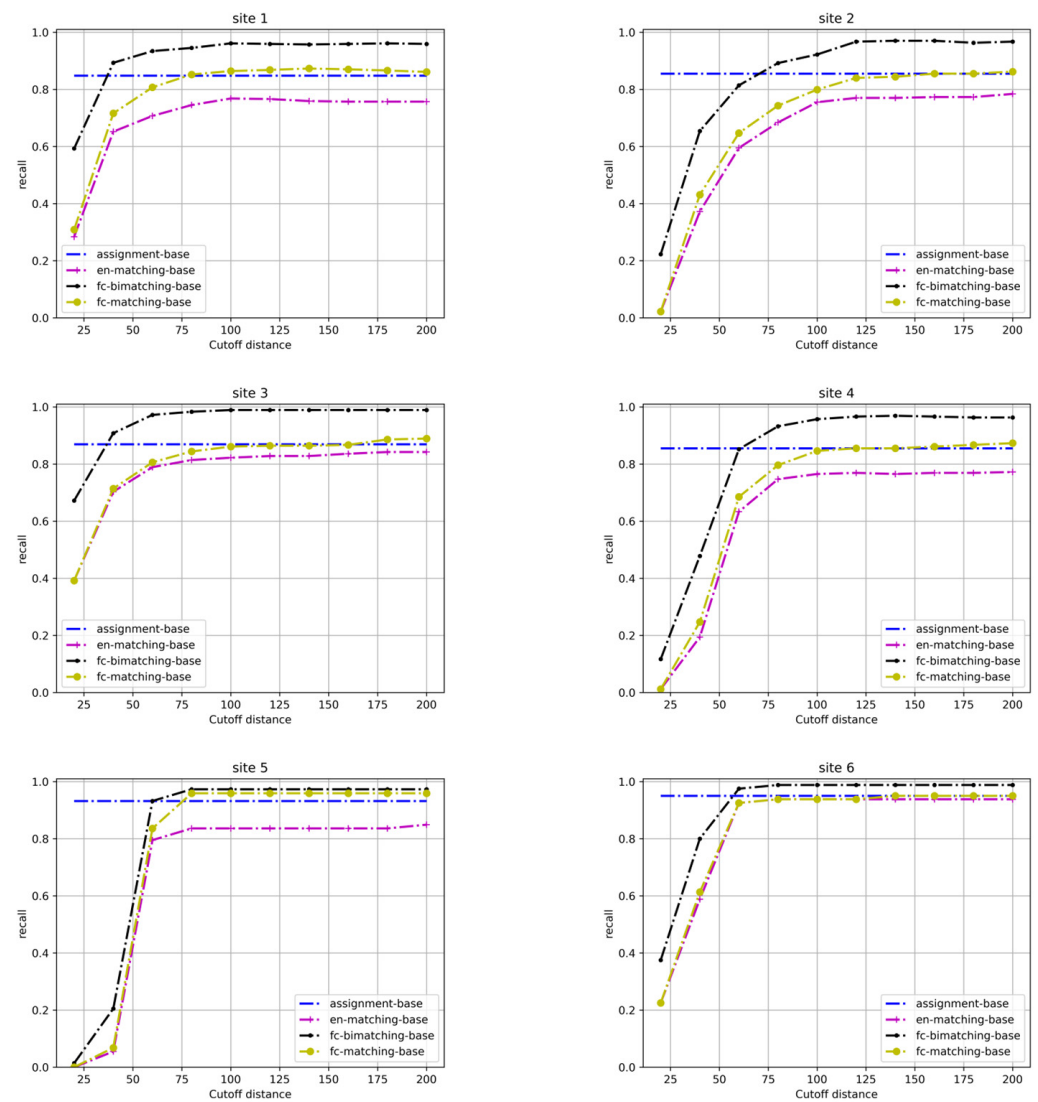 site 1
1.0
0.8
0.6
0.4
0.2
0.0
recall
assignment-base
en-matching-base
fc-bimatching-base
fc-matching-base
25 50 75 100 125 150 175 200
Cutoff distance
site 2
1.0
0.8
0.6
0.4
0.2
0.0
recall
assignment-base
en-matching-base
fc-bimatching-base
fc-matching-base
25 50 75 100 125 150 175 200
Cutoff distance
site 3
1.0
0.8
0.6
0.4
0.2
0.0
recall
assignment-base
en-matching-base
fc-bimatching-base
fc-matching-base
25 50 75 100 125 150 175 200
Cutoff distance
site 4
1.0
0.8
0.6
0.4
0.2
0.0
recall
assignment-base
en-matching-base
fc-bimatching-base
fc-matching-base
25 50 75 100 125 150 175 200
Cutoff distance
site 5
1.0
0.8
0.6
0.4
0.2
0.0
recall
assignment-base
en-matching-base
fc-bimatching-base
fc-matching-base
25 50 75 100 125 150 175 200
Cutoff distance
site 6
1.0
0.8
0.6
0.4
0.2
0.0
recall
assignment-base
en-matching-base
fc-bimatching-base
fc-matching-base
25 50 75 100 125 150 175 200
Cutoff distance